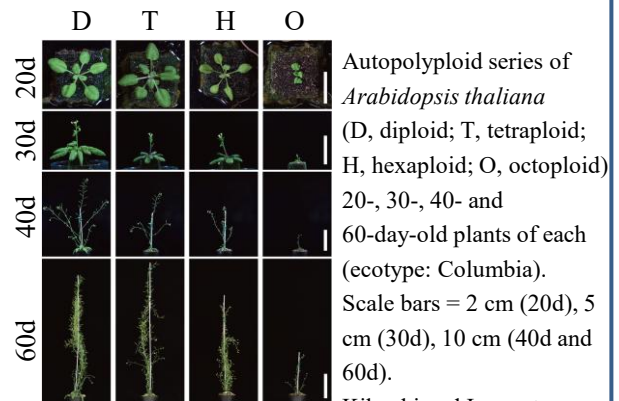 D T H O
20d
30d
40d
60d
Autopolyploid series of
Arabidopsis thaliana
(D, diploid; T, tetraploid;
H, hexaploid; O, octoploid)
20-, 30-, 40- and
60-day-old plants of each
(ecotype: Columbia).
Scale bars = 2 cm (20d), 5
cm (30d), 10 cm (40d and
60d).